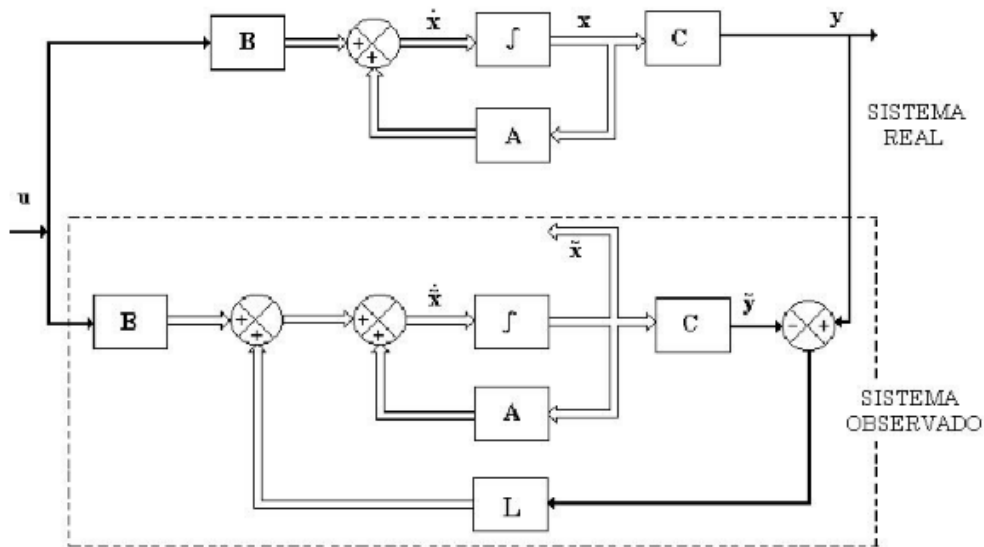 y
B
+
+
ẋ
∫
x
C
A
SISTEMA
REAL
u
x̃
E
+
+
+
+
x̃̇
∫
C
ỹ
-
+
A
SISTEMA
OBSERVADO
L